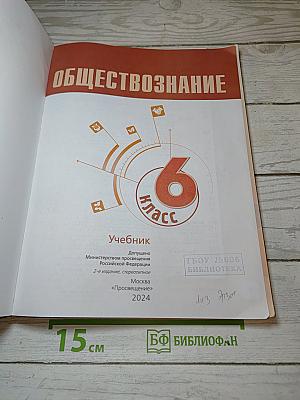 ОБЩЕСТВОЗНАНИЕ
6
класс
Учебник
Допущено
Министерством просвещения
Российской Федерации
2-е издание, стереотипное
Москва
«Просвещение»
2024
БИБЛИОТЕКА
15 см
БФ БИБЛИОФАН